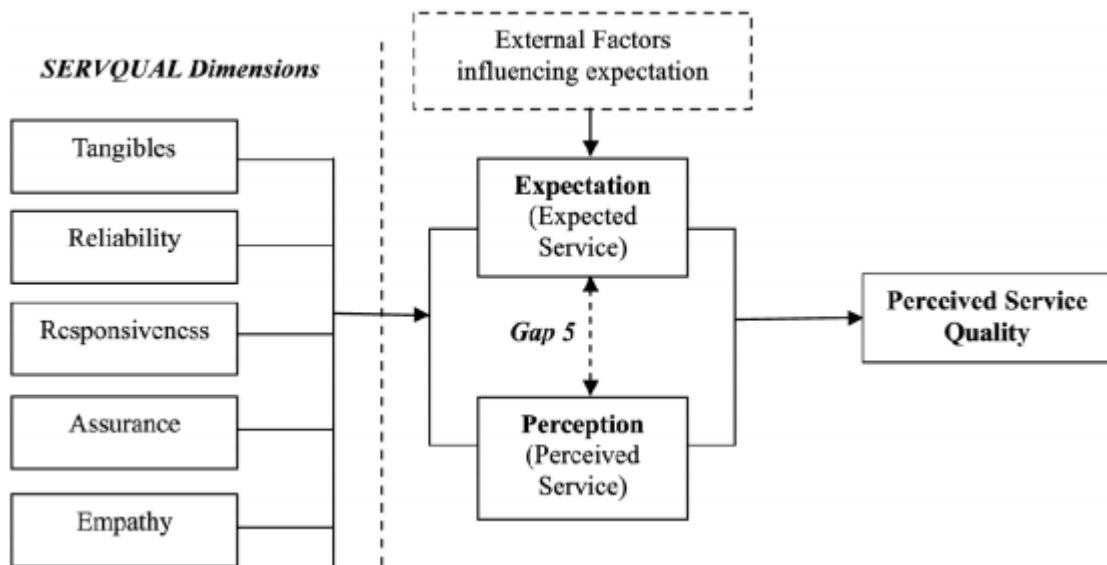 SERVQUAL Dimensions
Tangibles
Reliability
Responsiveness
Assurance
Empathy
External Factors
influencing expectation
Expectation
(Expected
Service)
Gap 5
Perception
(Perceived
Service)
Perceived Service
Quality